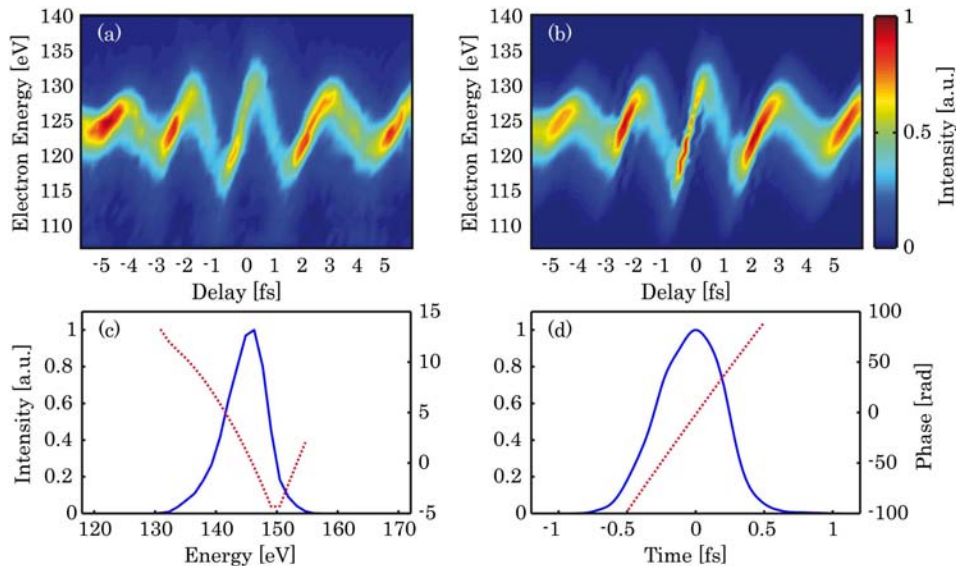 (a)
Electron Energy [eV]
140
130
125
120
115
110
-5 -4 -3 -2 -1 0 1 2 3 4 5
Delay [fs]
(b)
Electron Energy [eV]
140
130
125
120
115
110
-5 -4 -3 -2 -1 0 1 2 3 4 5
Delay [fs]
1
0.5
0
Intensity [a.u.]
(c)
Intensity [a.u.]
1
0.8
0.6
0.4
0.2
0
15
10
5
0
-5
120 130 140 150 160 170
Energy [eV]
(d)
1
0.8
0.6
0.4
0.2
0
100
50
0
-50
-100
Phase [rad]
-1 -0.5 0 0.5 1
Time [fs]